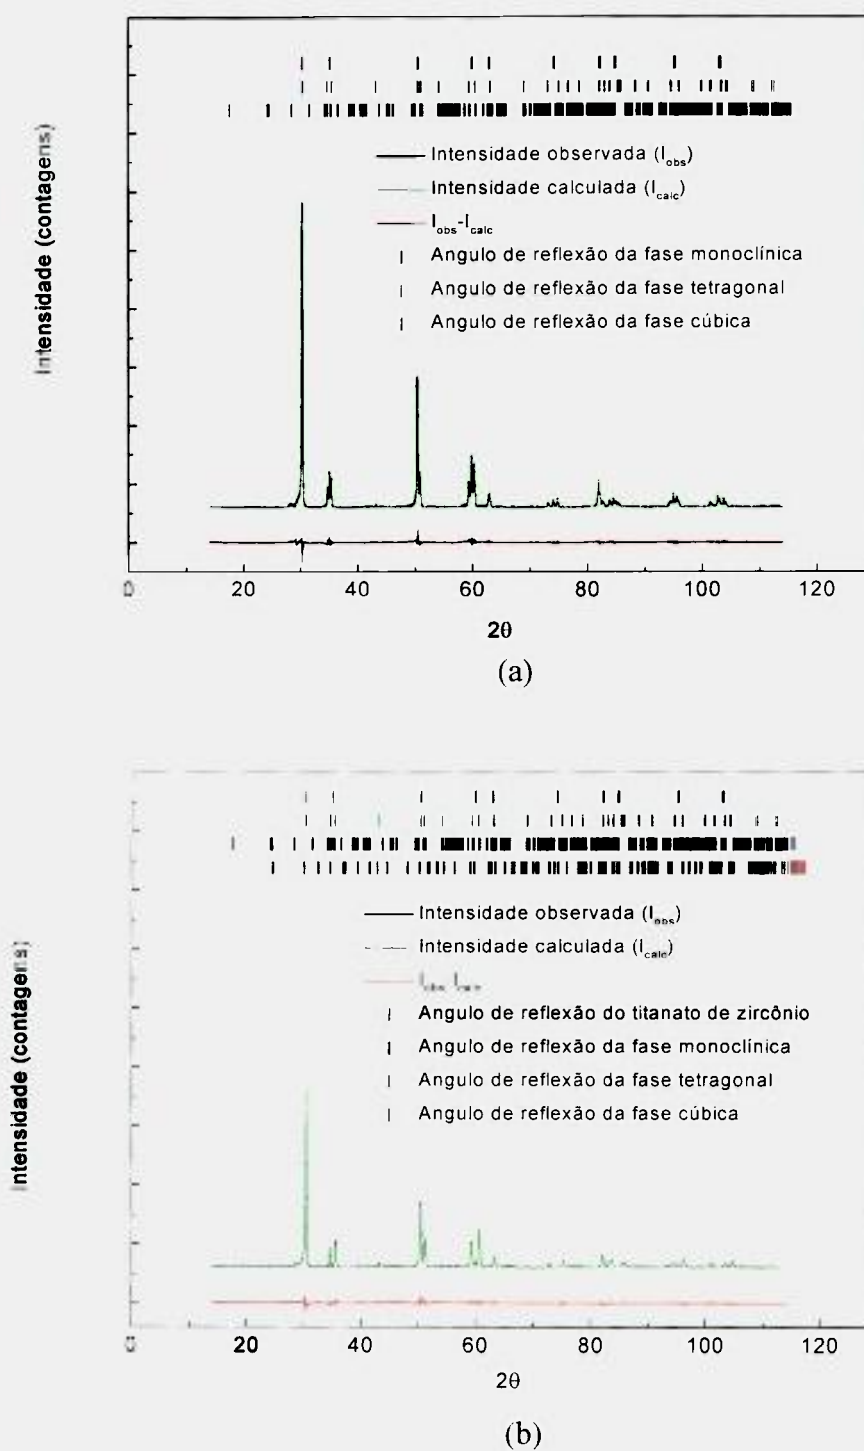 Intensidade (contagens)
Intensidade observada (I_obs)
Intensidade calculada (I_calc)
I_obs-I_calc
Angulo de reflexão da fase monoclínica
Angulo de reflexão da fase tetragonal
Angulo de reflexão da fase cúbica
0 20 40 60 80 100 120
2θ
(a)
Intensidade (contagens)
Intensidade observada (I_obs)
Intensidade calculada (I_calc)
I_obs I_calc
Angulo de reflexão do titanato de zircônio
Angulo de reflexão da fase monoclínica
Angulo de reflexão da fase tetragonal
Angulo de reflexão da fase cúbica
0 20 40 60 80 100 120
2θ
(b)